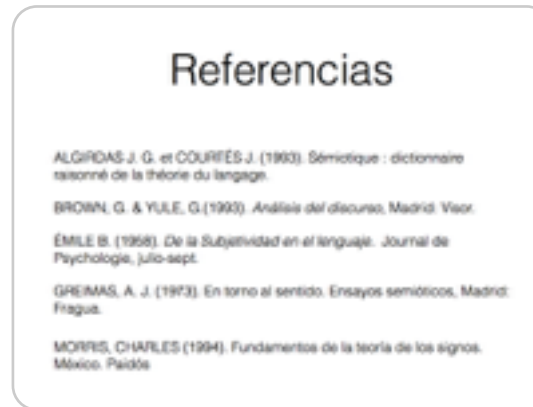 Referencias
ALGIRDAS J. G. et COURTÉS J. (1993). Sémiotique : dictionnaire
raisonné de la théorie du langage.
BROWN, G. & YULE, G.(1993). Análisis del discurso, Madrid: Visor.
ÉMILE B. (1958). De la Subjetividad en el lenguaje. Journal de
Psychologie, julio-sept.
GREIMAS, A. J. (1973). En torno al sentido. Ensayos semióticos, Madrid:
Fragua.
MORRIS, CHARLES (1994). Fundamentos de la teoría de los signos.
México. Paidós